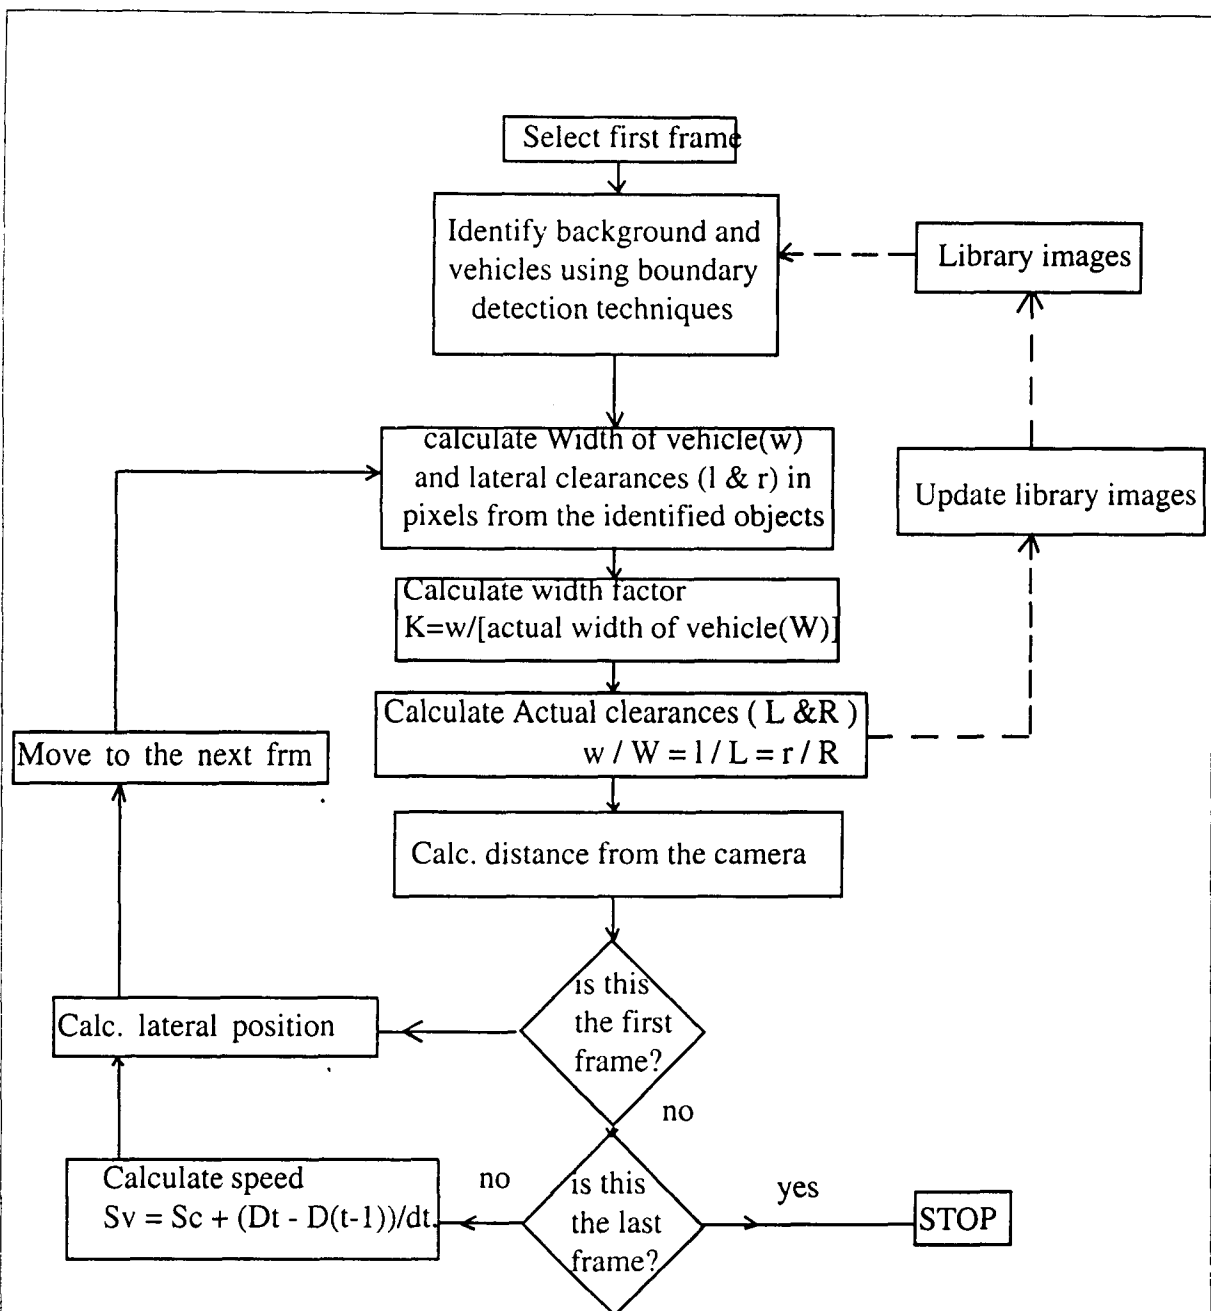 Select first frame
Identify background and
vehicles using boundary
detection techniques
Library images
calculate Width of vehicle(w)
and lateral clearances (l & r) in
pixels from the identified objects
Update library images
Calculate width factor
K=w/[actual width of vehicle(W)]
Calculate Actual clearances ( L &R )
w / W = l / L = r / R
Move to the next frm
Calc. distance from the camera
is this
the first
frame?
Calc. lateral position
no
is this
the last
frame?
no
Calculate speed
Sv = Sc + (Dt - D(t-1))/dt.
yes
STOP